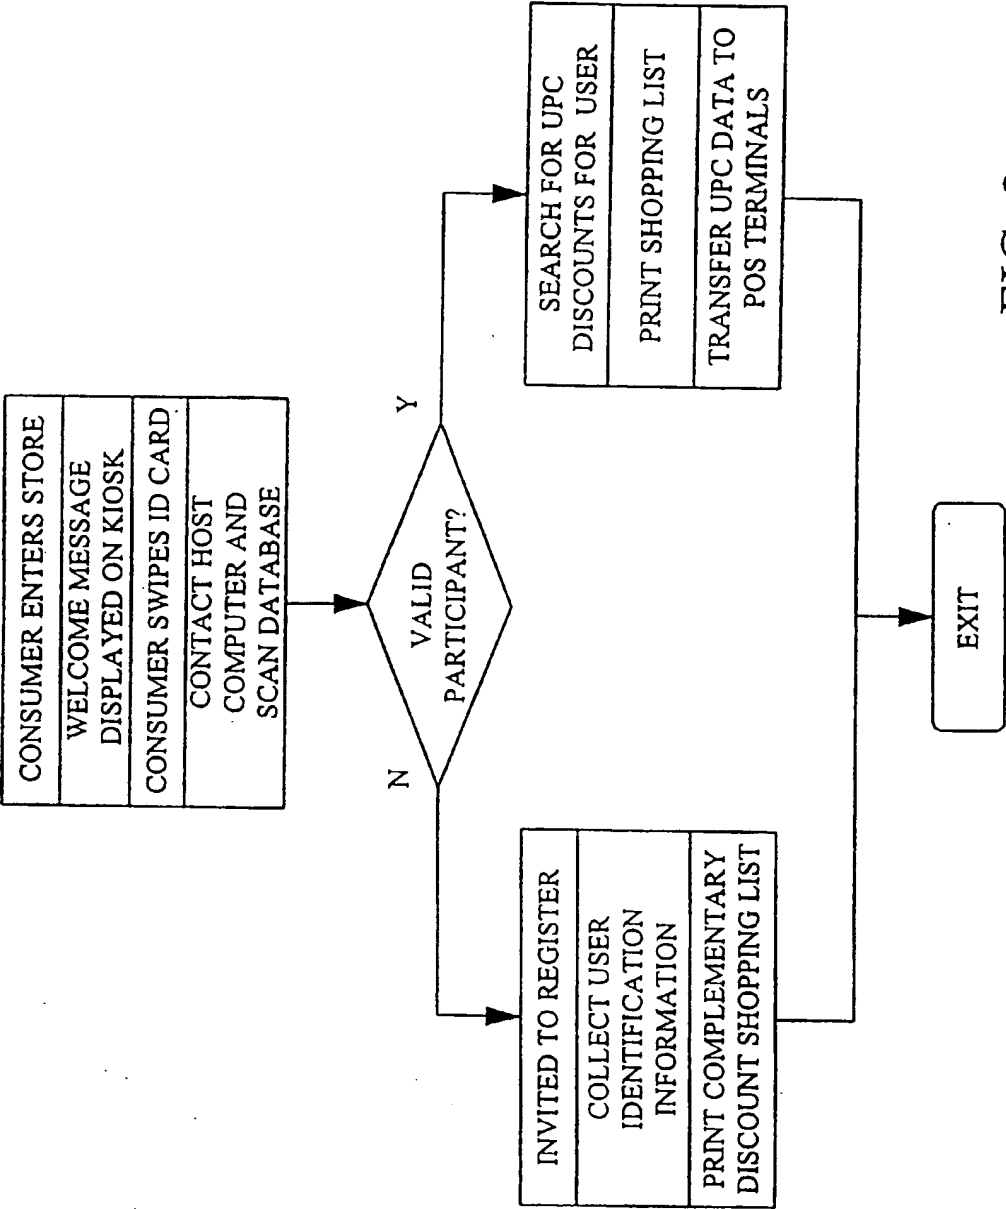 CONSUMER ENTERS STORE
WELCOME MESSAGE
DISPLAYED ON KIOSK
CONSUMER SWIPES ID CARD
CONTACT HOST
COMPUTER AND
SCAN DATABASE
VALID
PARTICIPANT?
N
Y
INVITED TO REGISTER
COLLECT USER
IDENTIFICATION
INFORMATION
PRINT COMPLEMENTARY
DISCOUNT SHOPPING LIST
SEARCH FOR UPC
DISCOUNTS FOR USER
PRINT SHOPPING LIST
TRANSFER UPC DATA TO
POS TERMINALS
EXIT